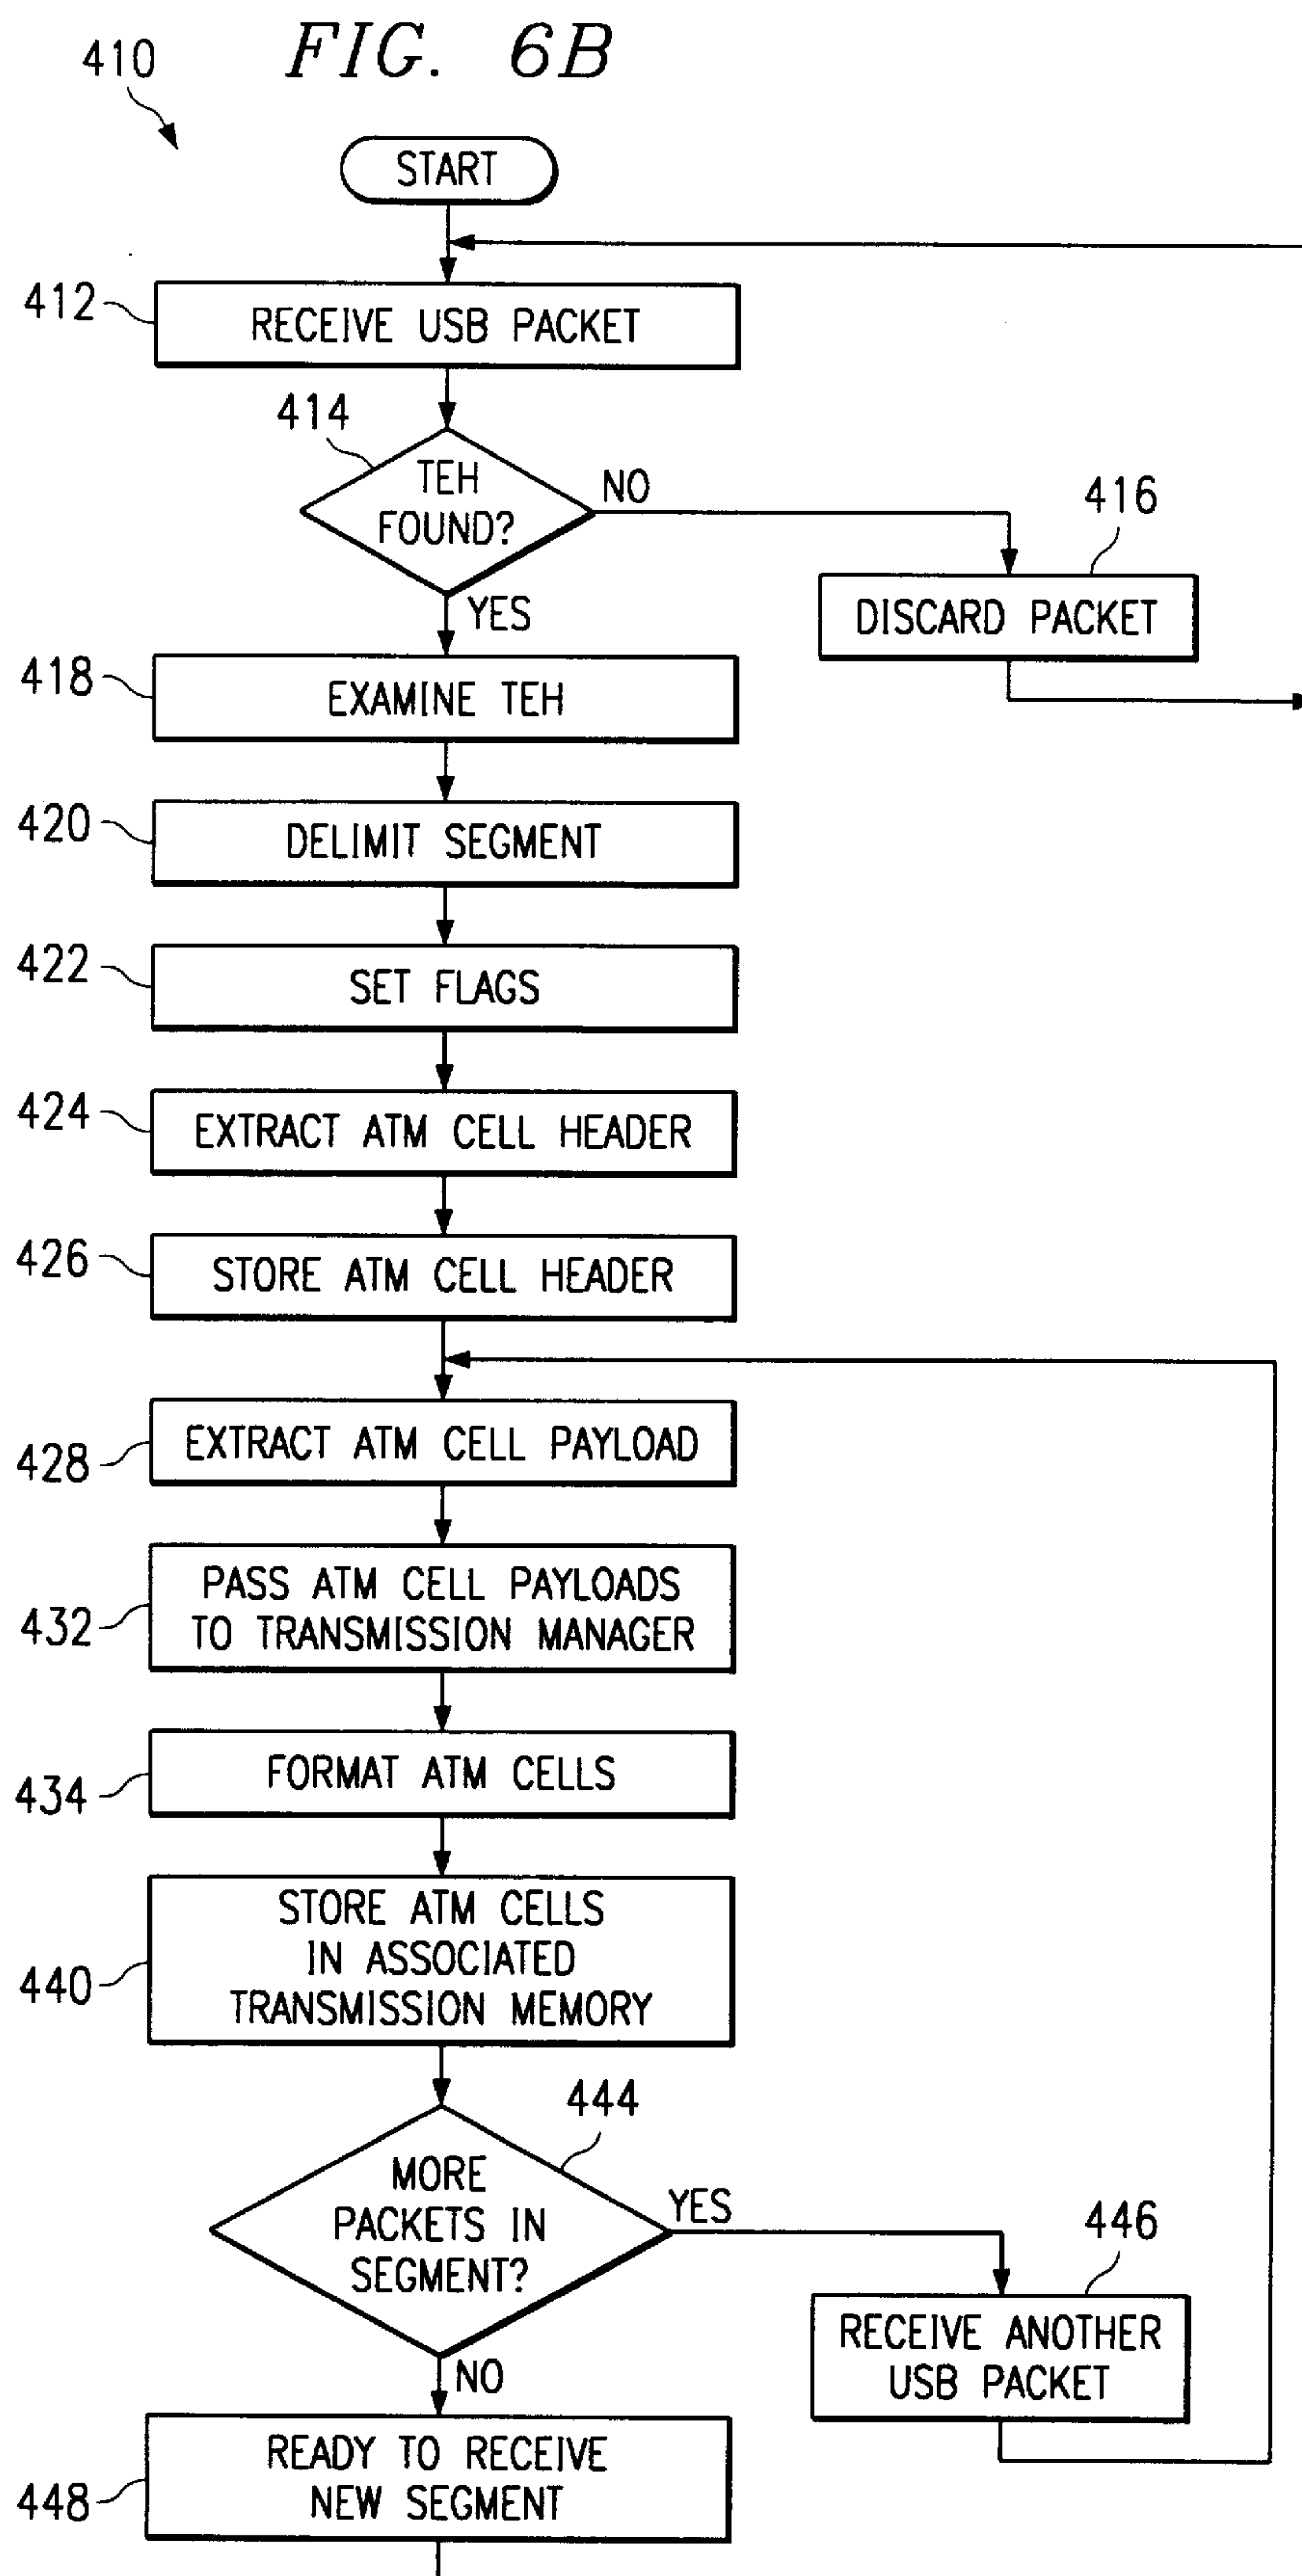 410
FIG. 6B
START
412
RECEIVE USB PACKET
414
TEH
FOUND?
NO
YES
416
DISCARD PACKET
418
EXAMINE TEH
420
DELIMIT SEGMENT
422
SET FLAGS
424
EXTRACT ATM CELL HEADER
426
STORE ATM CELL HEADER
428
EXTRACT ATM CELL PAYLOAD
432
PASS ATM CELL PAYLOADS
TO TRANSMISSION MANAGER
434
FORMAT ATM CELLS
440
STORE ATM CELLS
IN ASSOCIATED
TRANSMISSION MEMORY
444
MORE
PACKETS IN
SEGMENT?
YES
NO
446
RECEIVE ANOTHER
USB PACKET
448
READY TO RECEIVE
NEW SEGMENT